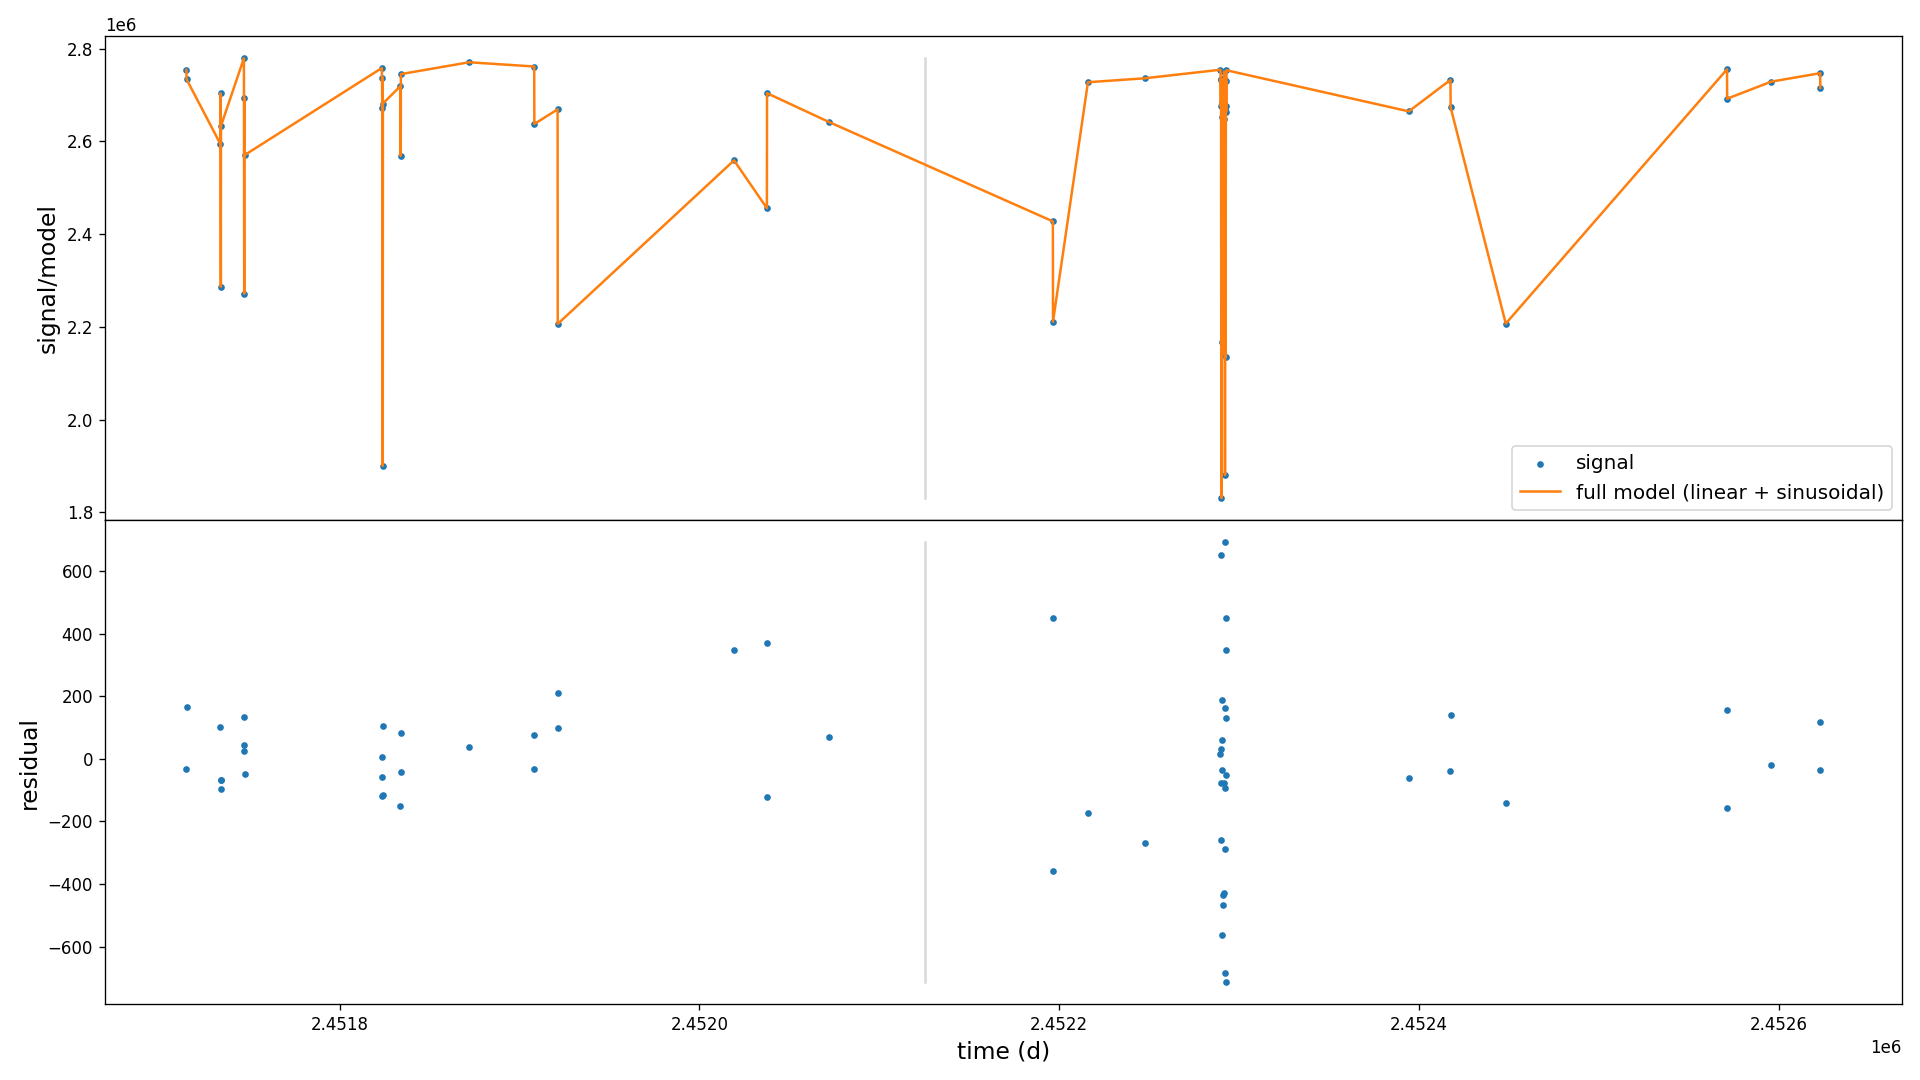 1e6
2.8
2.6
2.4
2.2
2.0
1.8
signal/model
signal
full model (linear + sinusoidal)
600
400
200
0
−200
−400
−600
residual
2.4518 2.4520 2.4522 2.4524 2.4526
1e6
time (d)